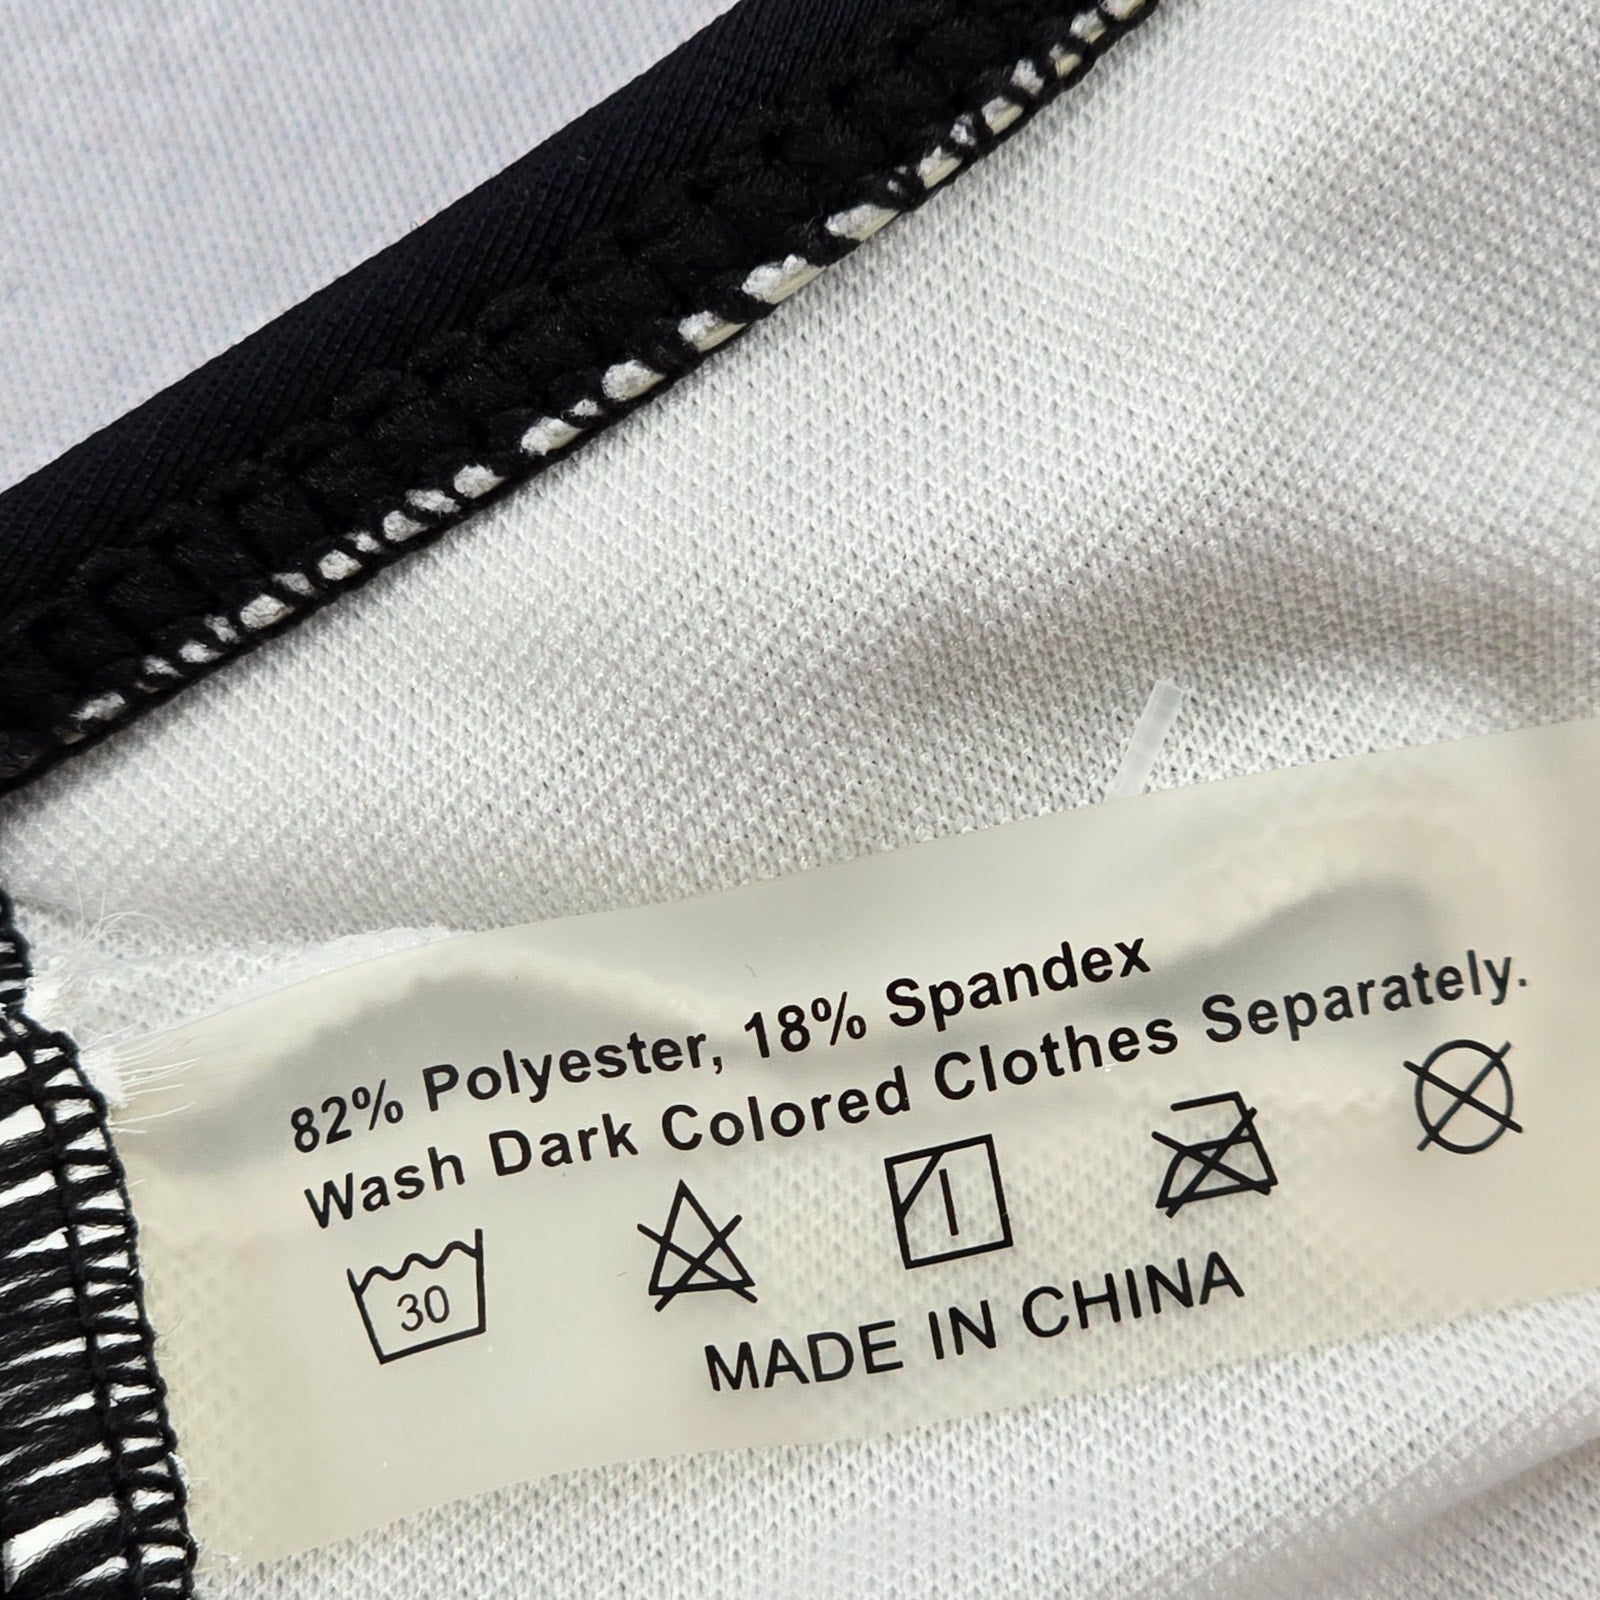 82% Polyester, 18% Spandex
Wash Dark Colored Clothes Separately.
30
MADE IN CHINA